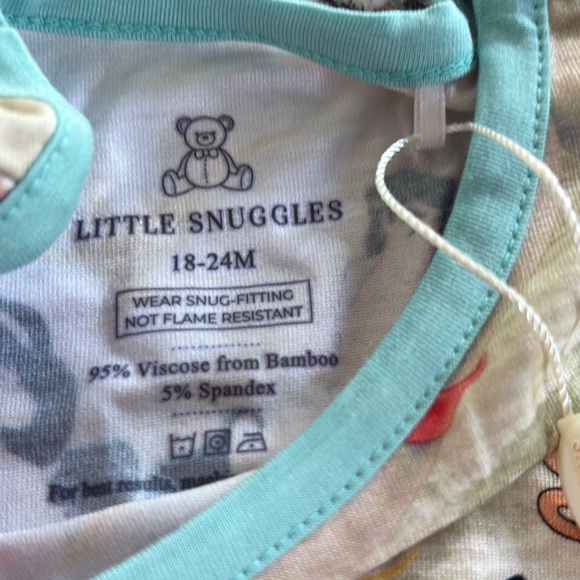 LITTLE SNUGGLES
18-24M
WEAR SNUG-FITTING
NOT FLAME RESISTANT
95% Viscose from Bamboo
5% Spandex
For best results,